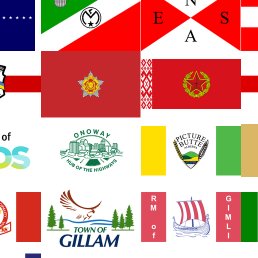 N
E S
A
of
OS
ONOWAY
HUB OF THE HIGHWAYS
PICTURE
BUTTE
TOWN OF
GILLAM
RM of
GIMLI